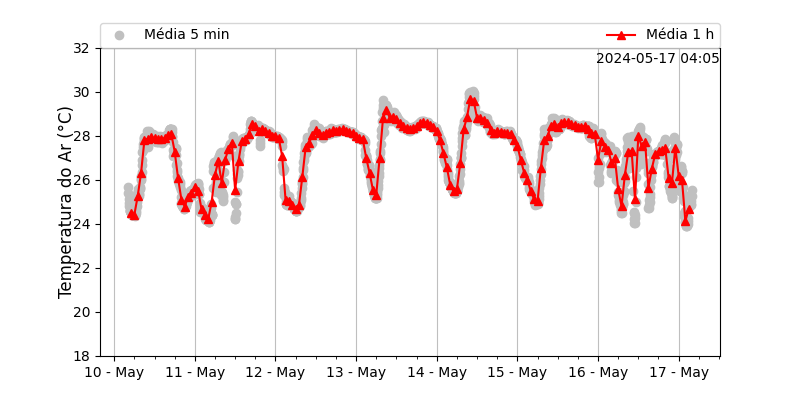 Média 5 min
Média 1 h
2024-05-17 04:05
Temperatura do Ar (°C)
32
30
28
26
24
22
20
18
10 - May
11 - May
12 - May
13 - May
14 - May
15 - May
16 - May
17 - May